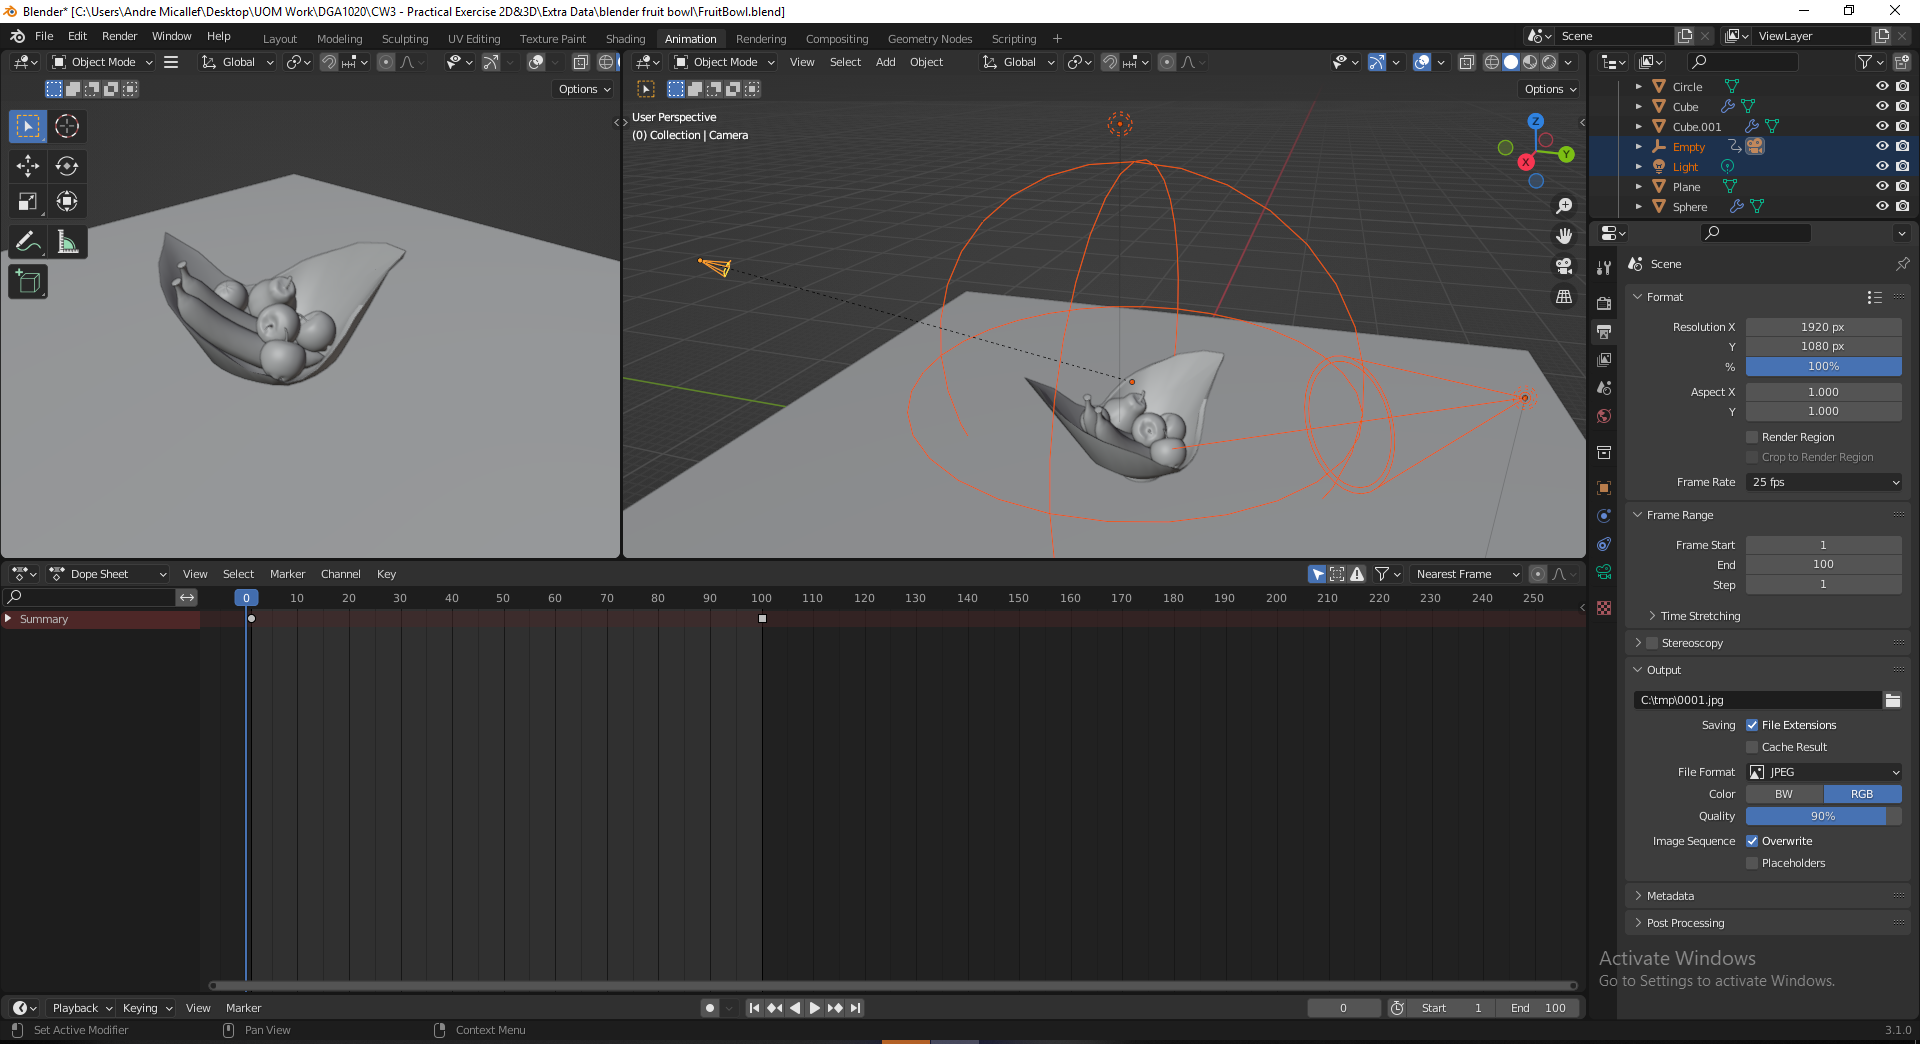 Blender* [C:\Users\Andre Micallef\Desktop\UOM Work\DGA1020\CW3 - Practical Exercise 2D&3D\Extra Data\blender fruit bowl\FruitBowl.blend]
File Edit Render Window Help Layout Modeling Sculpting UV Editing Texture Paint Shading Animation Rendering Compositing Geometry Nodes Scripting + Scene ViewLayer
Object Mode Global Object Mode View Select Add Object Global
Options Options
User Perspective
(0) Collection | Camera
Z
Y
X
Circle
Cube
Cube.001
Empty
Light
Plane
Sphere
Scene
Format
Resolution X 1920 px
Y 1080 px
% 100%
Aspect X 1.000
Y 1.000
Render Region
Crop to Render Region
Frame Rate 25 fps
Frame Range
Frame Start 1
End 100
Step 1
Time Stretching
Stereoscopy
Output
C:\tmp\0001.jpg
Saving File Extensions
Cache Result
File Format JPEG
Color BW RGB
Quality 90%
Image Sequence Overwrite
Placeholders
Metadata
Post Processing
Dope Sheet View Select Marker Channel Key Nearest Frame
0 10 20 30 40 50 60 70 80 90 100 110 120 130 140 150 160 170 180 190 200 210 220 230 240 250
Summary
Activate Windows
Go to Settings to activate Windows.
Playback Keying View Marker 0 Start 1 End 100
Set Active Modifier Pan View Context Menu 3.1.0